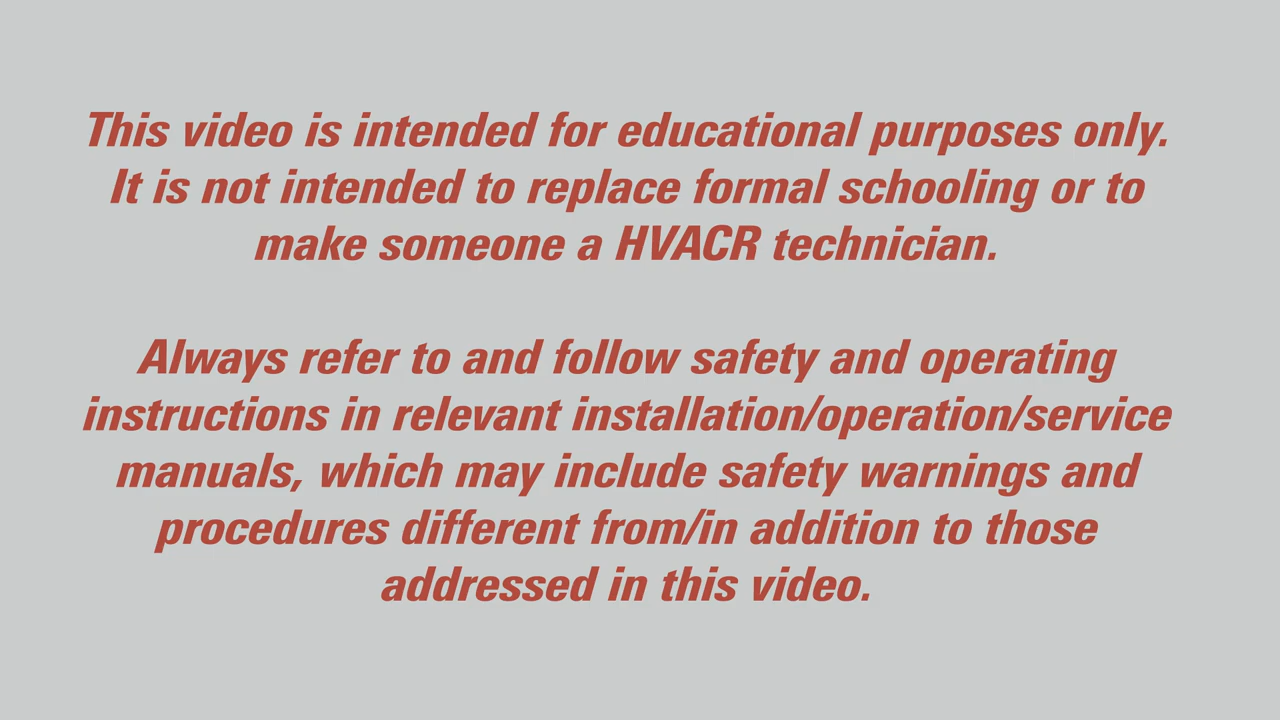 This video is intended for educational purposes only.
It is not intended to replace formal schooling or to
make someone a HVACR technician.
Always refer to and follow safety and operating
instructions in relevant installation/operation/service
manuals, which may include safety warnings and
procedures different from/in addition to those
addressed in this video.